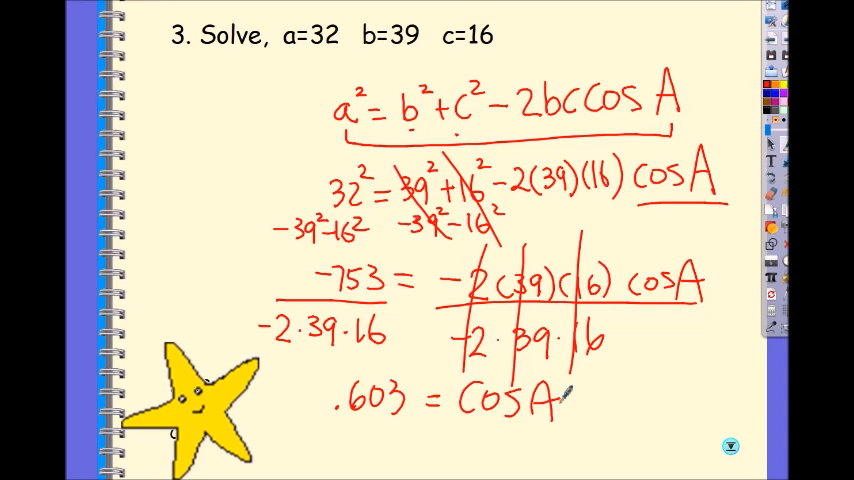 3. Solve, a=32 b=39 c=16
a² = b² + c² - 2bc cos A
32² = 39² + 16² - 2(39)(16) cos A
-39² - 16² -39² - 16²
-753 = -2(39)(16) cos A
-2·39·16 -2·39·16
.603 = cos A